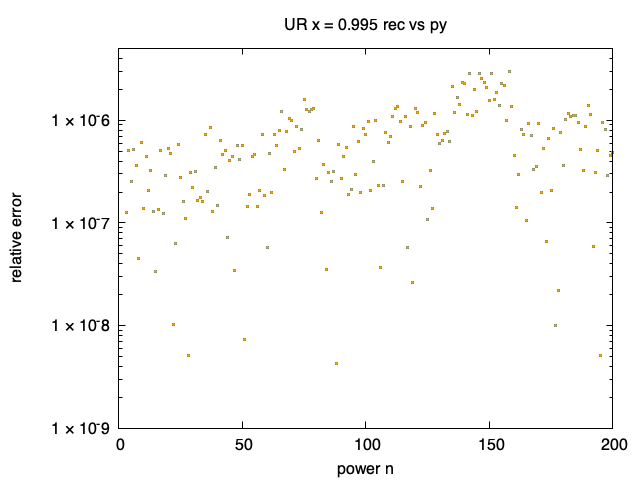 UR x = 0.995 rec vs py
relative error
1 × 10⁻⁶
1 × 10⁻⁷
1 × 10⁻⁸
1 × 10⁻⁹
0 50 100 150 200
power n